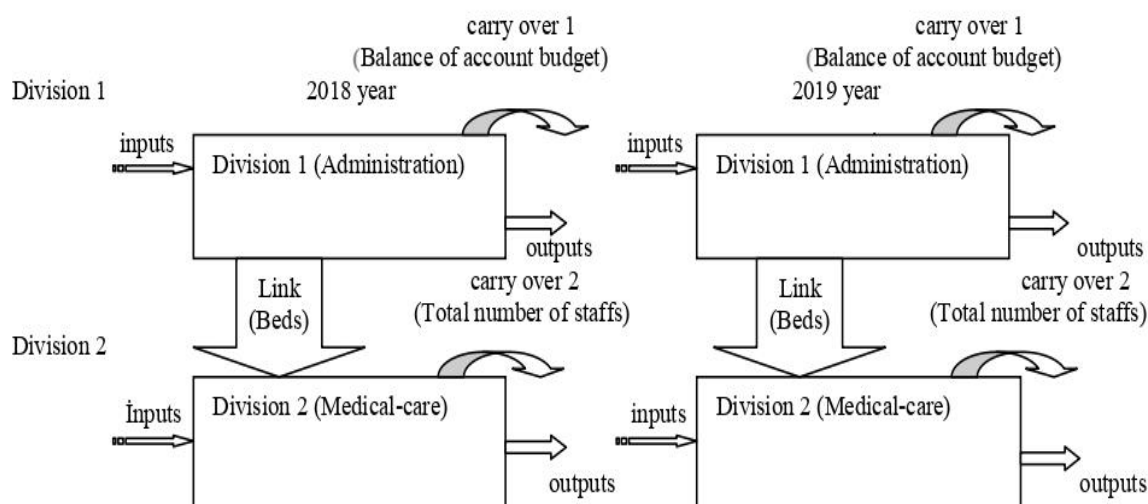 carry over 1
(Balance of account budget)
carry over 1
(Balance of account budget)
Division 1
2018 year
2019 year
inputs
Division 1 (Administration)
inputs
Division 1 (Administration)
outputs
outputs
Link
(Beds)
carry over 2
(Total number of staffs)
Link
(Beds)
carry over 2
(Total number of staffs)
Division 2
İnputs
Division 2 (Medical-care)
inputs
Division 2 (Medical-care)
outputs
outputs